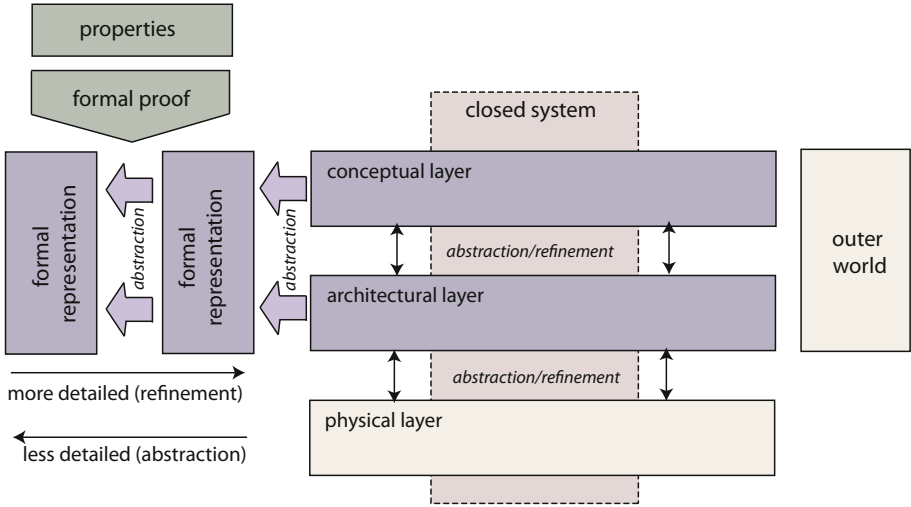 properties
formal proof
closed system
formal
representation
abstraction
formal
representation
abstraction
conceptual layer
abstraction/refinement
architectural layer
abstraction/refinement
physical layer
outer
world
more detailed (refinement)
less detailed (abstraction)